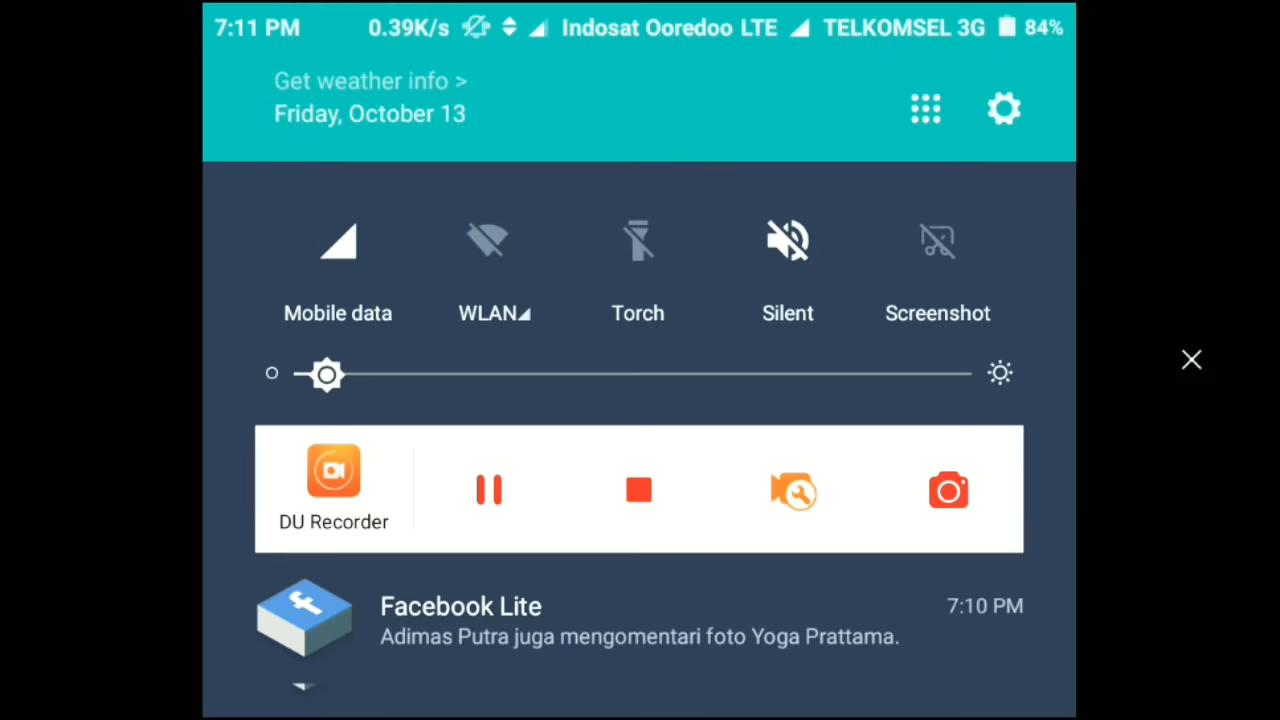 7:11 PM 0.39K/s Indosat Ooredoo LTE TELKOMSEL 3G 84%
Get weather info >
Friday, October 13
Mobile data WLAN Torch Silent Screenshot
DU Recorder
Facebook Lite 7:10 PM
Adimas Putra juga mengomentari foto Yoga Prattama.